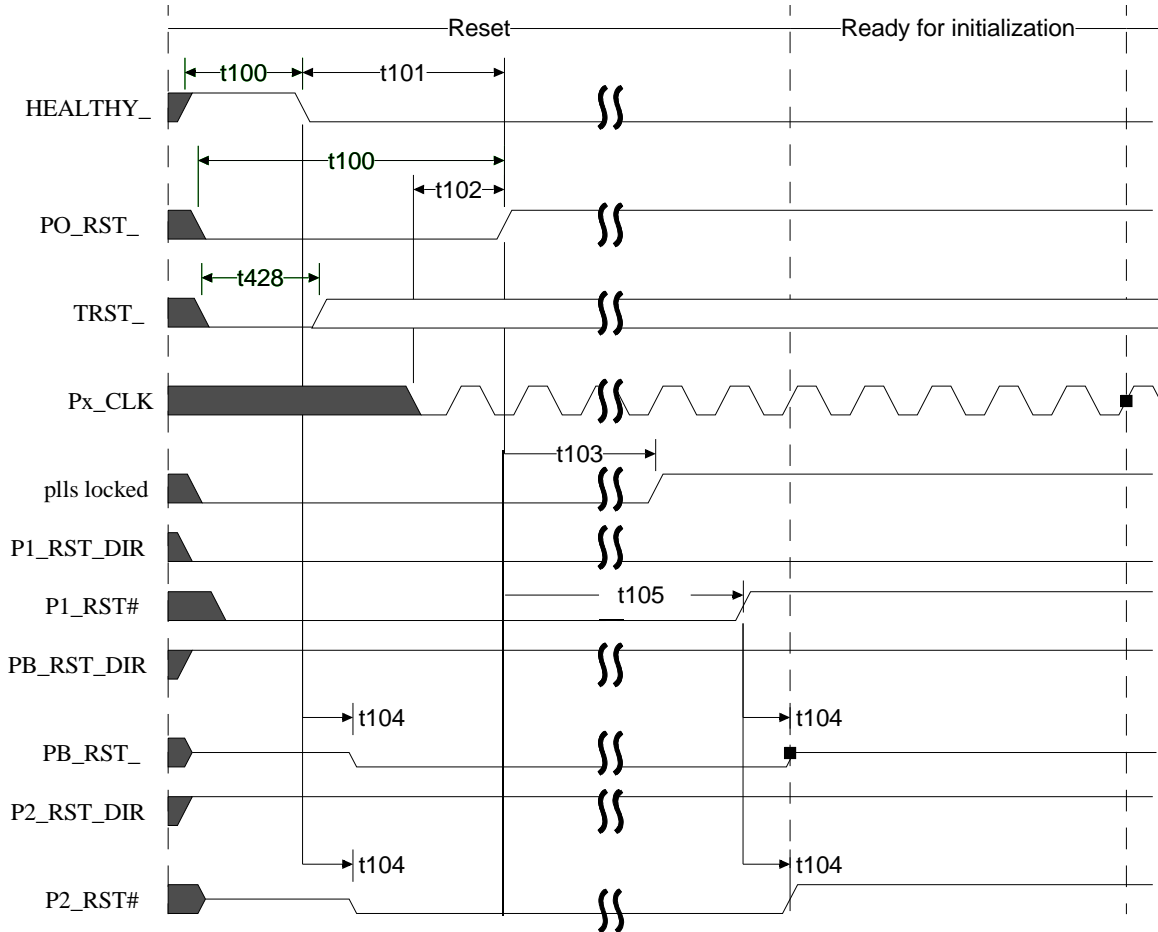 Reset
Ready for initialization
t100
t101
HEALTHY_
t100
t102
PO_RST_
t428
TRST_
Px_CLK
t103
plls locked
P1_RST_DIR
t105
P1_RST#
PB_RST_DIR
t104
t104
PB_RST_
P2_RST_DIR
t104
t104
P2_RST#